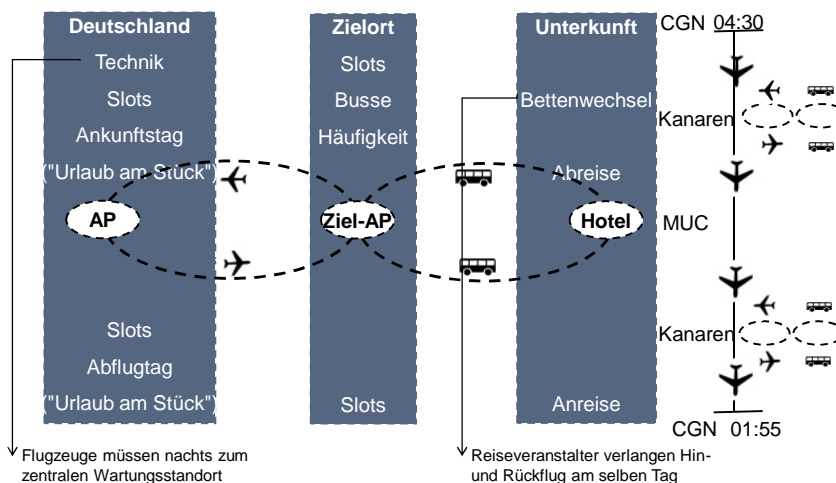 Deutschland
Technik
Slots
Ankunftstag
("Urlaub am Stück")
AP
Slots
Abflugtag
("Urlaub am Stück")
Flugzeuge müssen nachts zum
zentralen Wartungsstandort
Zielort
Slots
Busse
Häufigkeit
Ziel-AP
Slots
Unterkunft
Bettenwechsel
Abreise
Hotel
Anreise
Reiseveranstalter verlangen Hin-
und Rückflug am selben Tag
CGN 04:30
Kanaren
MUC
Kanaren
CGN 01:55